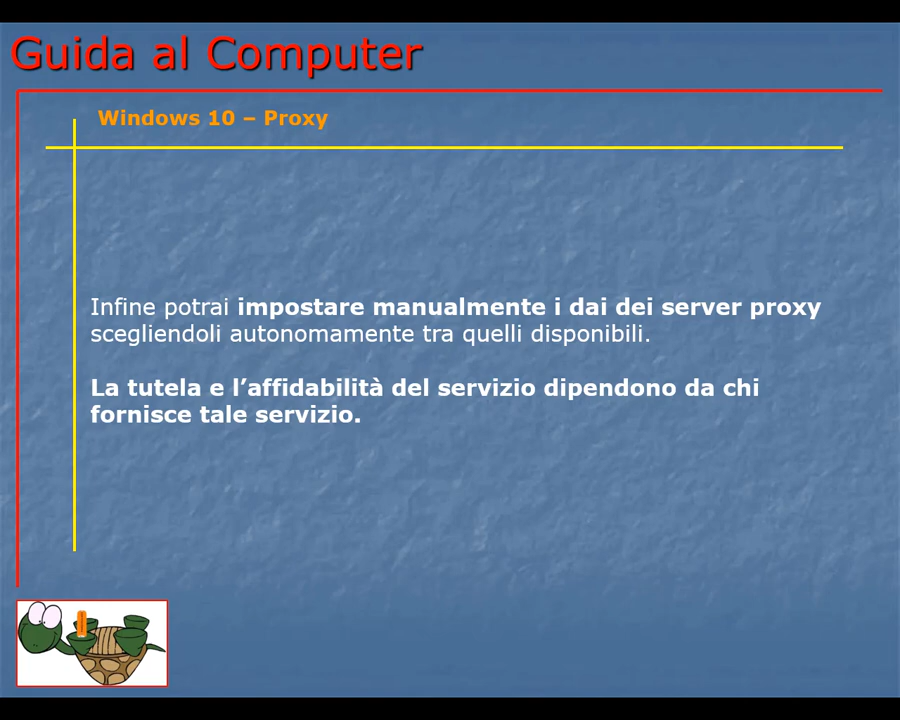 Guida al Computer
Windows 10 – Proxy
Infine potrai impostare manualmente i dai dei server proxy
scegliendoli autonomamente tra quelli disponibili.
La tutela e l’affidabilità del servizio dipendono da chi
fornisce tale servizio.